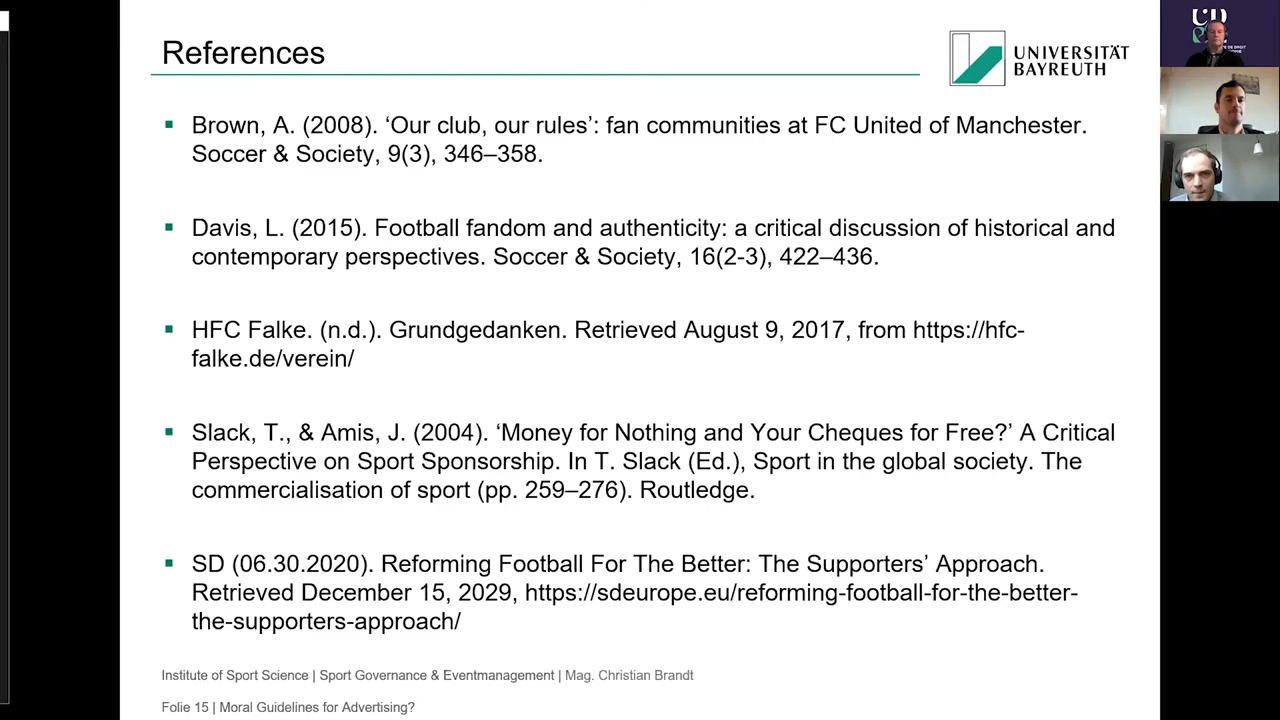 References
UNIVERSITÄT
BAYREUTH
Brown, A. (2008). ‘Our club, our rules’: fan communities at FC United of Manchester.
Soccer & Society, 9(3), 346–358.
Davis, L. (2015). Football fandom and authenticity: a critical discussion of historical and
contemporary perspectives. Soccer & Society, 16(2-3), 422–436.
HFC Falke. (n.d.). Grundgedanken. Retrieved August 9, 2017, from https://hfc-
falke.de/verein/
Slack, T., & Amis, J. (2004). ‘Money for Nothing and Your Cheques for Free?’ A Critical
Perspective on Sport Sponsorship. In T. Slack (Ed.), Sport in the global society. The
commercialisation of sport (pp. 259–276). Routledge.
SD (06.30.2020). Reforming Football For The Better: The Supporters’ Approach.
Retrieved December 15, 2029, https://sdeurope.eu/reforming-football-for-the-better-
the-supporters-approach/
Institute of Sport Science | Sport Governance & Eventmanagement | Mag. Christian Brandt
Folie 15 | Moral Guidelines for Advertising?